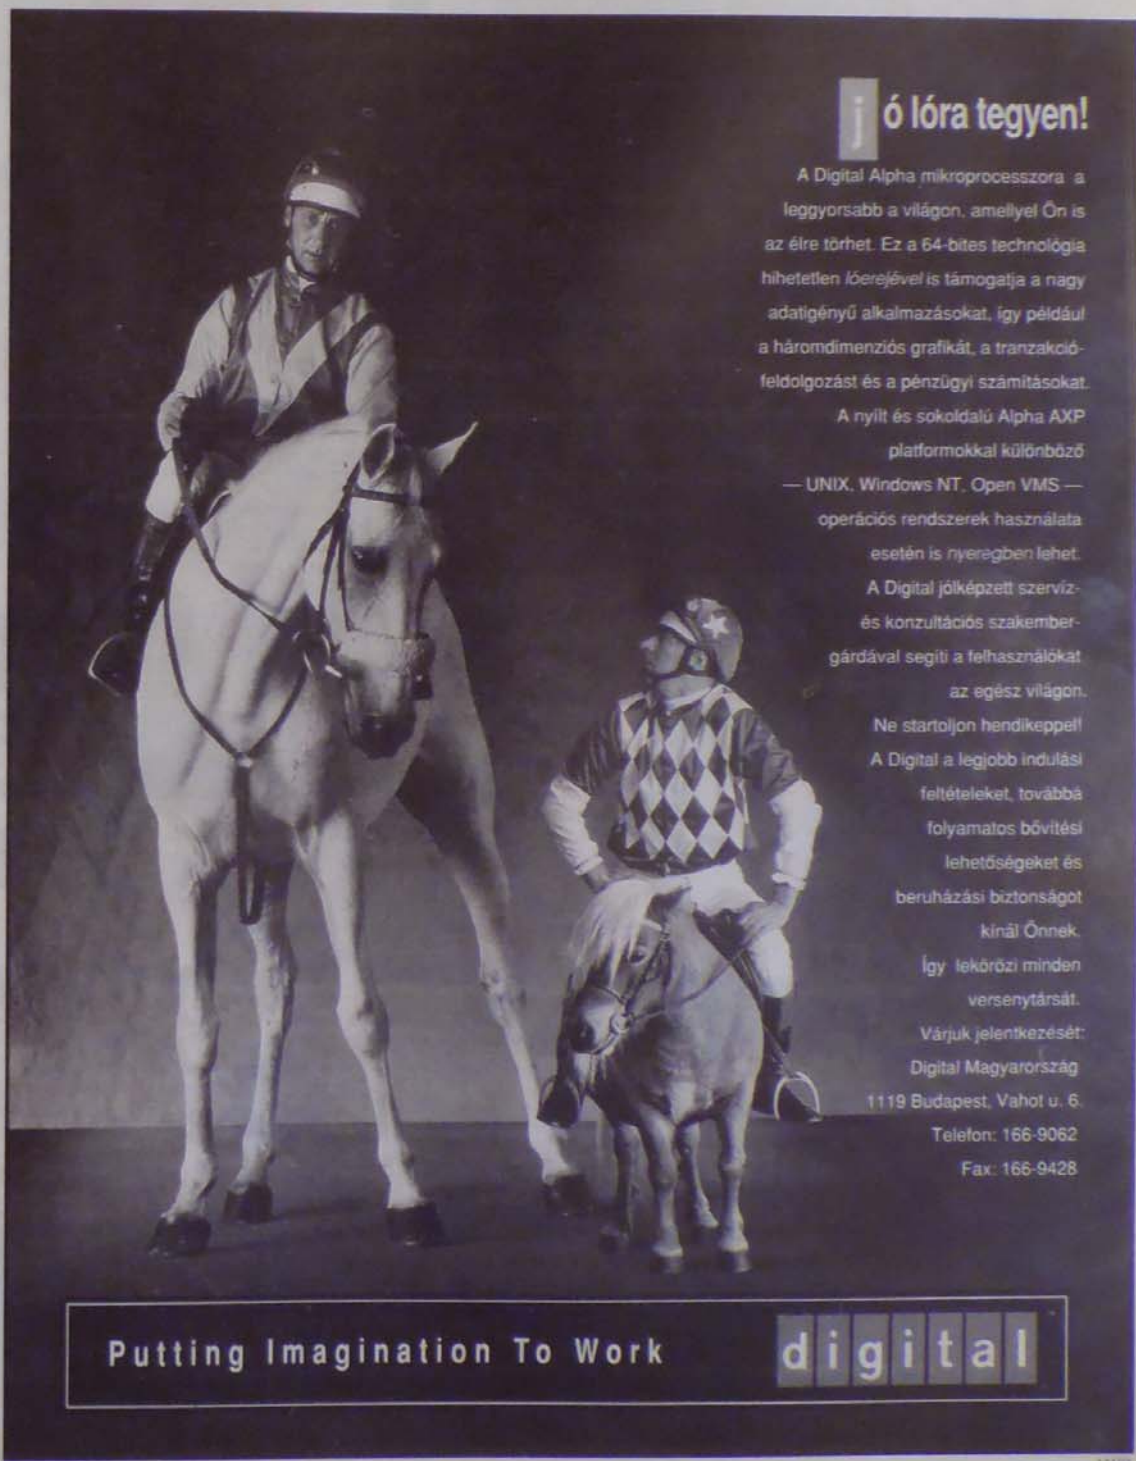 jó lóra tegyen!
A Digital Alpha mikroprocesszora a
leggyorsabb a világon, amellyel Ön is
az élre törhet. Ez a 64-bites technológia
hihetetlen lóerejével is támogatja a nagy
adatigényű alkalmazásokat, így például
a háromdimenziós grafikát, a tranzakció-
feldolgozást és a pénzügyi számításokat.
A nyílt és sokoldalú Alpha AXP
platformokkal különböző
— UNIX, Windows NT, Open VMS —
operációs rendszerek használata
esetén is nyeregben lehet.
A Digital jólképzett szervíz-
és konzultációs szakember-
gárdával segíti a felhasználókat
az egész világon.
Ne startoljon hendikeppel!
A Digital a legjobb indulási
feltételeket, továbbá
folyamatos bővítési
lehetőségeket és
beruházási biztonságot
kínál Önnek.
Így lekörözi minden
versenytársát.
Várjuk jelentkezését:
Digital Magyarország
1119 Budapest, Vahot u. 6.
Telefon: 166-9062
Fax: 166-9428
Putting Imagination To Work
digital